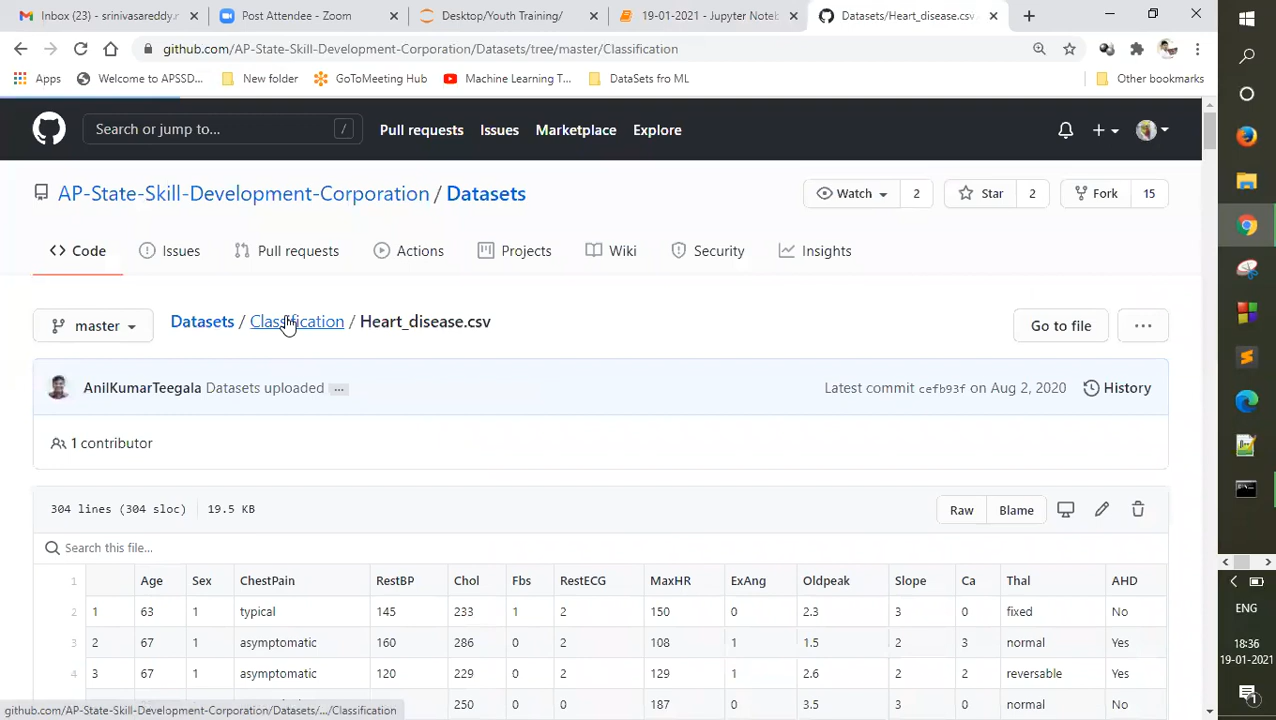 Inbox (23) - srinivasareddy.r
Post Attendee - Zoom
Desktop/Youth Training/
19-01-2021 - Jupyter Noteb
Datasets/Heart_disease.csv
github.com/AP-State-Skill-Development-Corporation/Datasets/tree/master/Classification
Apps
Welcome to APSSD...
New folder
GoToMeeting Hub
Machine Learning T...
DataSets fro ML
Other bookmarks
Search or jump to...
/
Pull requests
Issues
Marketplace
Explore
AP-State-Skill-Development-Corporation / Datasets
Watch
2
Star
2
Fork
15
Code
Issues
Pull requests
Actions
Projects
Wiki
Security
Insights
master
Datasets / Classification / Heart_disease.csv
Go to file
AnilKumarTeegala Datasets uploaded
Latest commit cefb93f on Aug 2, 2020
History
1 contributor
304 lines (304 sloc)
19.5 KB
Raw
Blame
Search this file...
1 Age Sex ChestPain RestBP Chol Fbs RestECG MaxHR ExAng Oldpeak Slope Ca Thal AHD
2 1 63 1 typical 145 233 1 2 150 0 2.3 3 0 fixed No
3 2 67 1 asymptomatic 160 286 0 2 108 1 1.5 2 3 normal Yes
4 3 67 1 asymptomatic 120 229 0 2 129 1 2.6 2 2 reversable Yes
250 0 187 0 3.5 3 0 normal No
github.com/AP-State-Skill-Development-Corporation/Datasets/.../Classification
ENG
18:36
19-01-2021
1